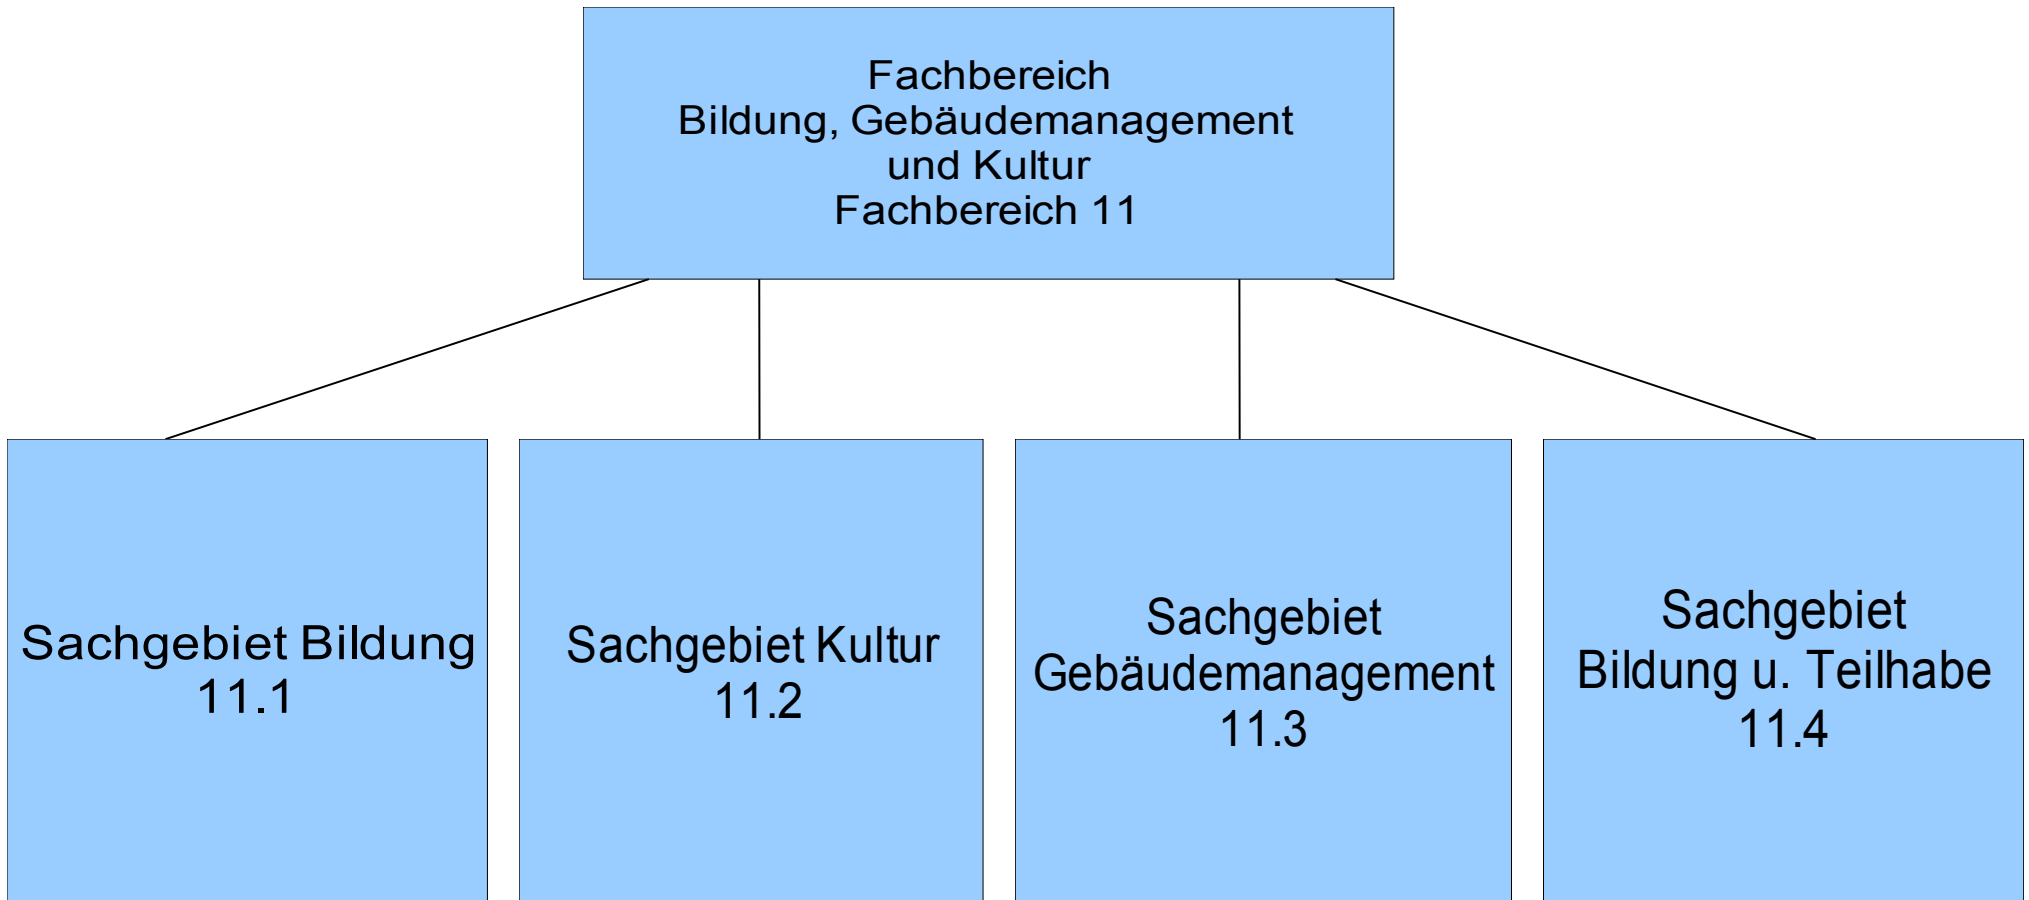 Fachbereich
Bildung, Gebäudemanagement
und Kultur
Fachbereich 11
Sachgebiet Bildung
11.1
Sachgebiet Kultur
11.2
Sachgebiet
Gebäudemanagement
11.3
Sachgebiet
Bildung u. Teilhabe
11.4